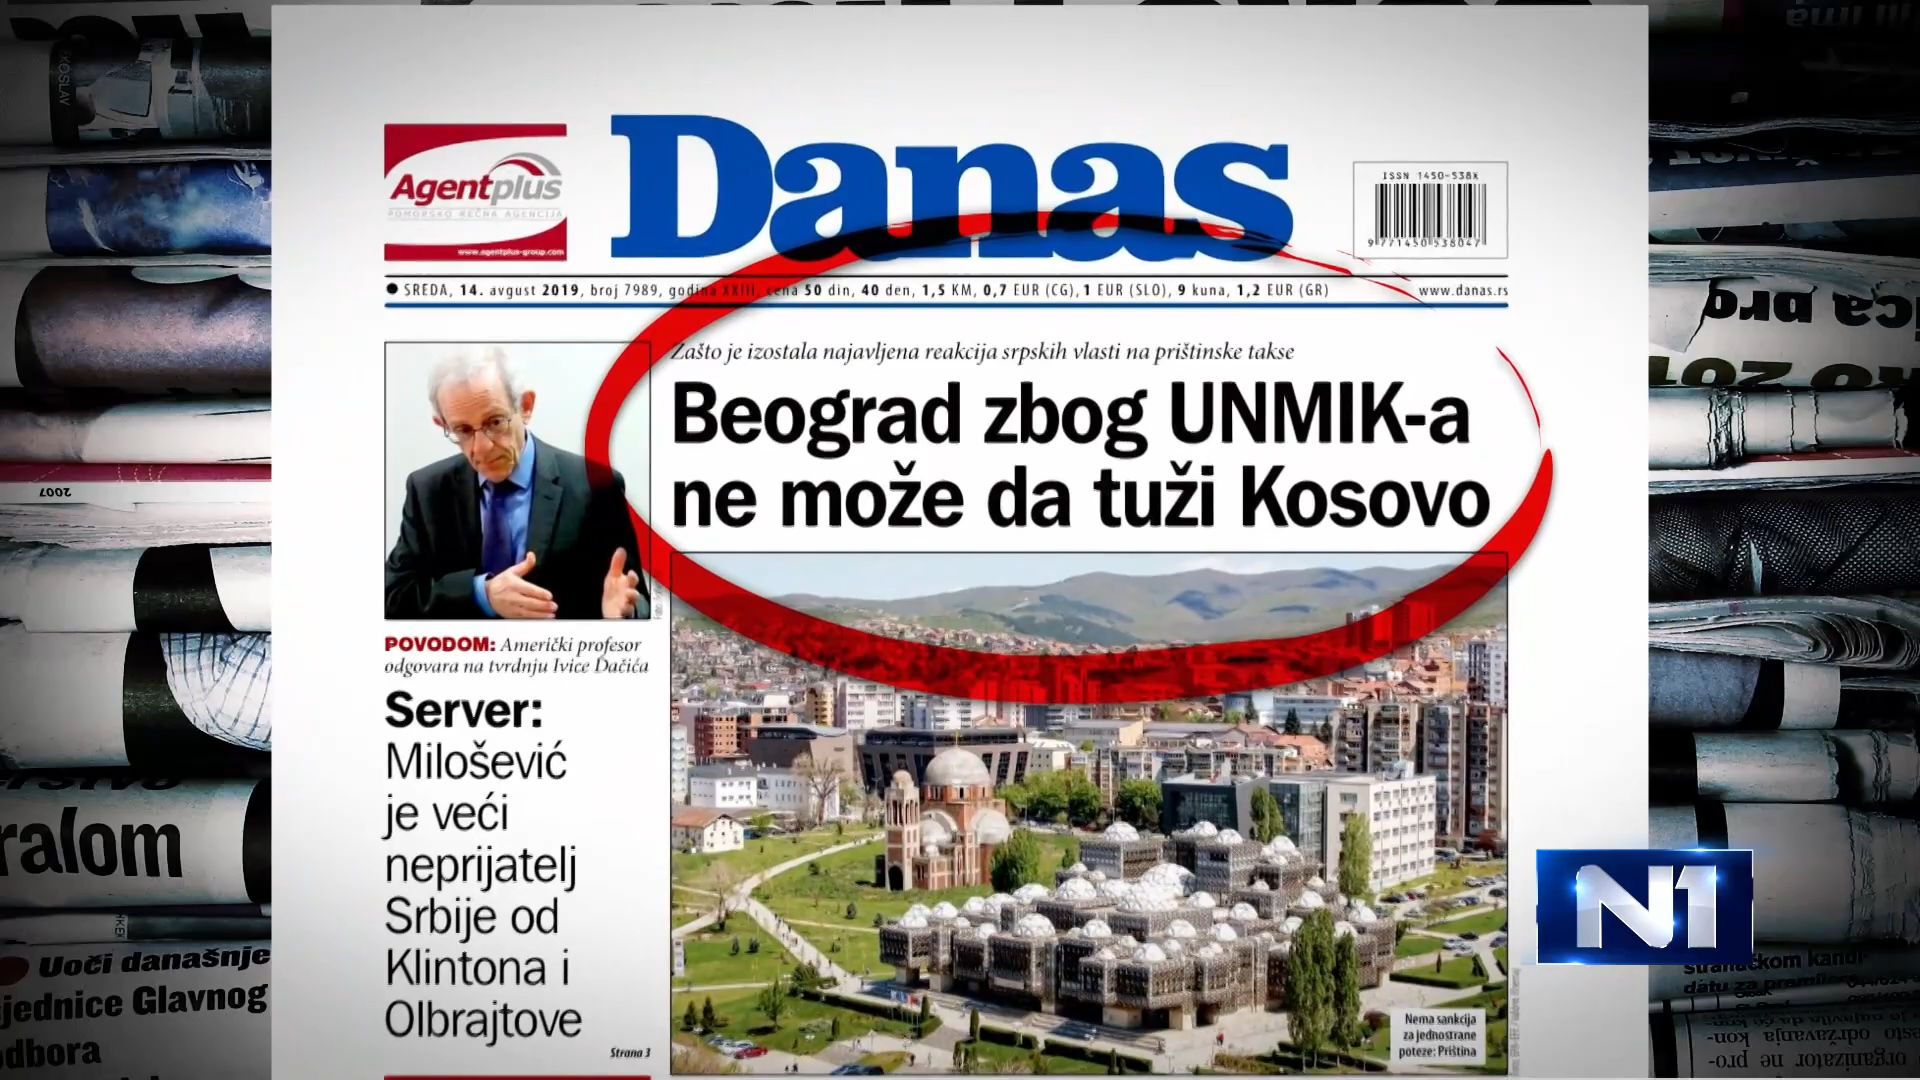 Agentplus
POMORSKO REČNA AGENCIJA
www.agentplus-group.com
Danas
ISSN 1450-538X
9 771450 538047
SREDA, 14. avgust 2019, broj 7989, godina XXIII, cena 50 din, 40 den, 1,5 KM, 0,7 EUR (CG), 1 EUR (SLO), 9 kuna, 1,2 EUR (GR)
www.danas.rs
Zašto je izostala najavljena reakcija srpskih vlasti na prištinske takse
Beograd zbog UNMIK-a
ne može da tuži Kosovo
POVODOM: Američki profesor
odgovara na tvrdnju Ivice Dačića
Server:
Milošević
je veći
neprijatelj
Srbije od
Klintona i
Olbrajtove
Strana 3
Nema sankcija
za jednostrane
poteze: Priština
N1
2007
ralom
Uoči današnje
jednice Glavnog
odbora